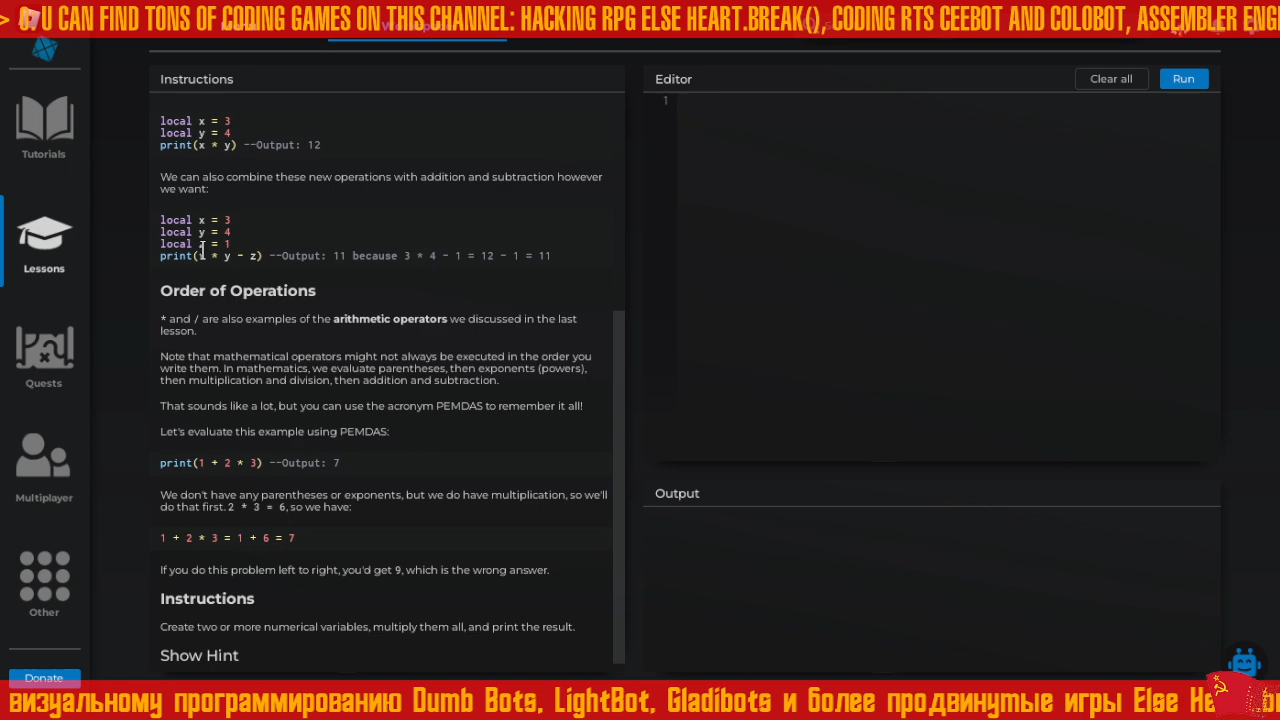 U CAN FIND TONS OF CODING GAMES ON THIS CHANNEL: HACKING RPG ELSE HEART.BREAK(), CODING RTS CEEBOT AND COLOBOT, ASSEMBLER
Tutorials
Lessons
Quests
Multiplayer
Other
Donate
Instructions
local x = 3
local y = 4
print(x * y) --Output: 12
We can also combine these new operations with addition and subtraction however
we want:
local x = 3
local y = 4
local z = 1
print(x * y - z) --Output: 11 because 3 * 4 - 1 = 12 - 1 = 11
Order of Operations
* and / are also examples of the arithmetic operators we discussed in the last
lesson.
Note that mathematical operators might not always be executed in the order you
write them. In mathematics, we evaluate parentheses, then exponents (powers),
then multiplication and division, then addition and subtraction.
That sounds like a lot, but you can use the acronym PEMDAS to remember it all!
Let's evaluate this example using PEMDAS:
print(1 + 2 * 3) --Output: 7
We don't have any parentheses or exponents, but we do have multiplication, so we'll
do that first. 2 * 3 = 6, so we have:
1 + 2 * 3 = 1 + 6 = 7
If you do this problem left to right, you'd get 9, which is the wrong answer.
Instructions
Create two or more numerical variables, multiply them all, and print the result.
Show Hint
Editor
Clear all
Run
1
Output
визуальному программированию Dumb Bots, LightBot, Gladibots и более продвинутые игры Else